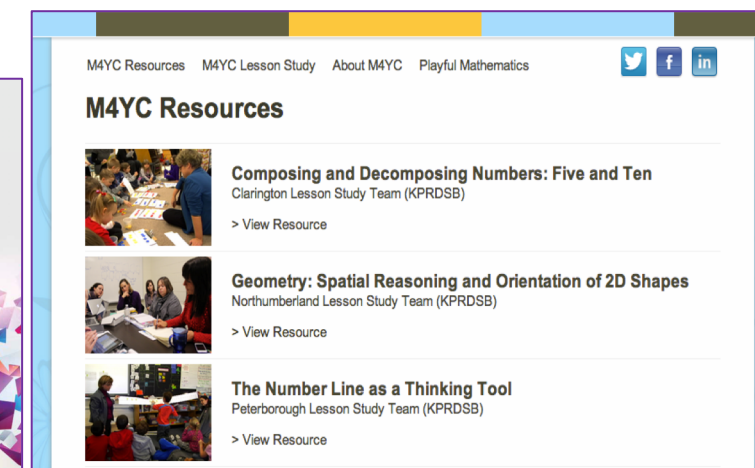 M4YC Resources M4YC Lesson Study About M4YC Playful Mathematics
f in
M4YC Resources
Composing and Decomposing Numbers: Five and Ten
Clarington Lesson Study Team (KPRDSB)
> View Resource
Geometry: Spatial Reasoning and Orientation of 2D Shapes
Northumberland Lesson Study Team (KPRDSB)
> View Resource
The Number Line as a Thinking Tool
Peterborough Lesson Study Team (KPRDSB)
> View Resource